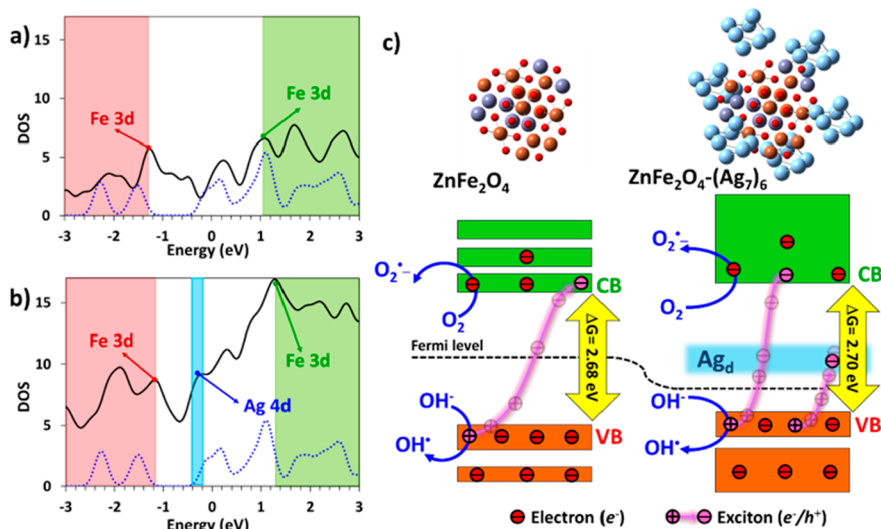 a)
15
10
5
0
DOS
Fe 3d
Fe 3d
-3 -2 -1 0 1 2 3
Energy (eV)
b)
15
10
5
0
DOS
Fe 3d
Ag 4d
Fe 3d
-3 -2 -1 0 1 2 3
Energy (eV)
c)
ZnFe₂O₄
ZnFe₂O₄-(Ag₇)₆
O₂•−
O₂
CB
ΔG= 2.68 eV
Fermi level
OH-
OH•
VB
O₂•−
O₂
CB
ΔG= 2.70 eV
Ag_d
OH-
OH•
VB
Electron (e-)
Exciton (e-/h+)